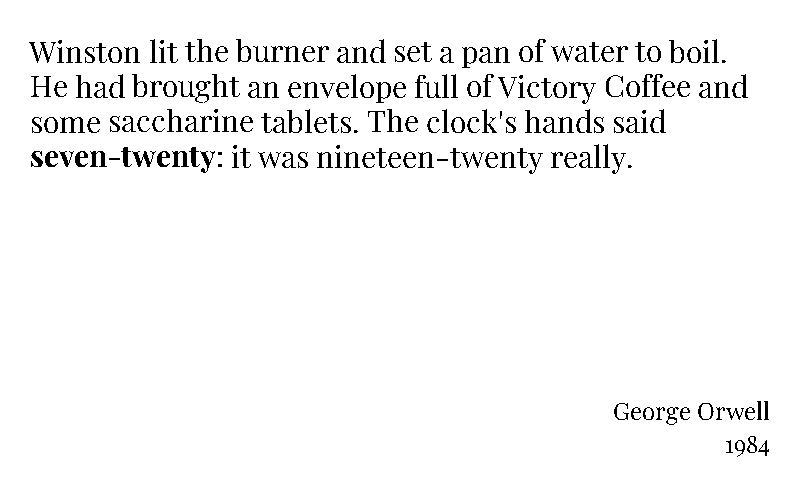 Winston lit the burner and set a pan of water to boil.
He had brought an envelope full of Victory Coffee and
some saccharine tablets. The clock's hands said
seven-twenty: it was nineteen-twenty really.
George Orwell
1984